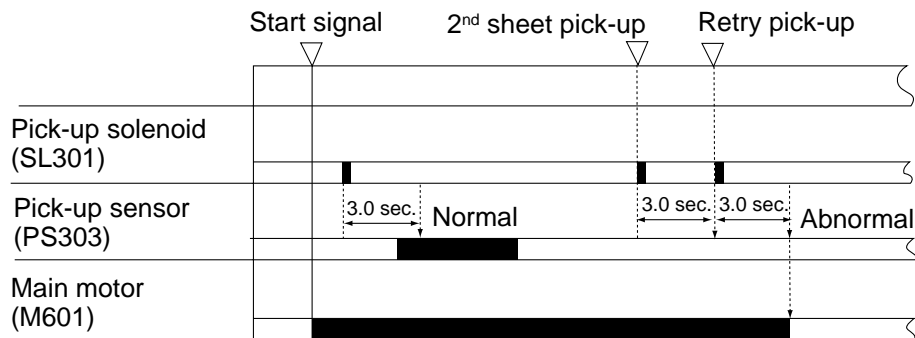 Start signal
2nd sheet pick-up
Retry pick-up
Pick-up solenoid
(SL301)
3.0 sec.
3.0 sec.
3.0 sec.
Pick-up sensor
(PS303)
Normal
Abnormal
Main motor
(M601)